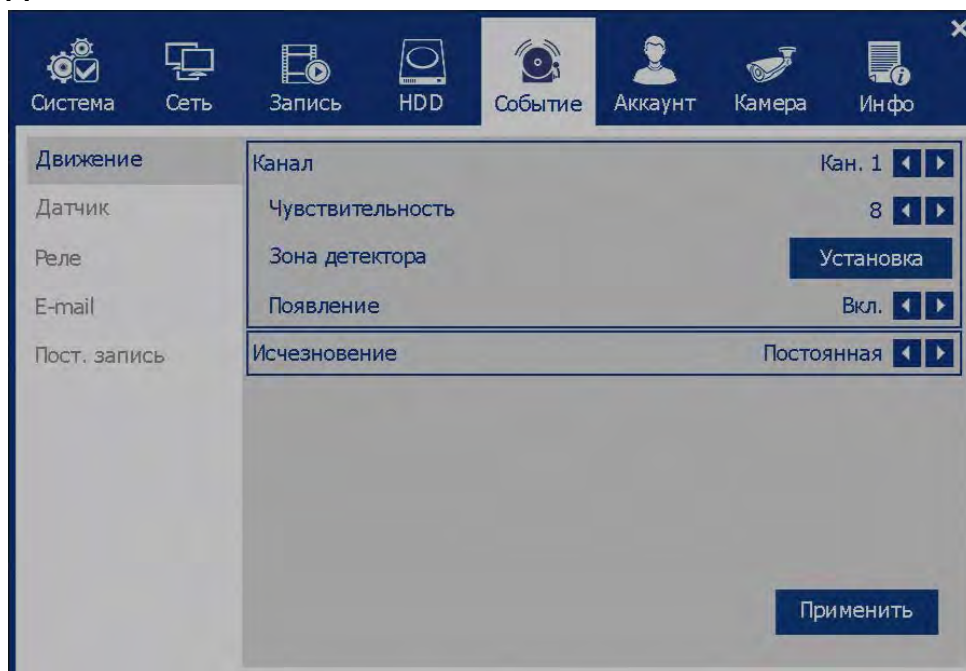 Система Сеть Запись HDD Событие Аккаунт Камера Инфо
Движение
Датчик
Реле
E-mail
Пост. запись
Канал Кан. 1
Чувствительность 8
Зона детектора Установка
Появление Вкл.
Исчезновение Постоянная
Применить